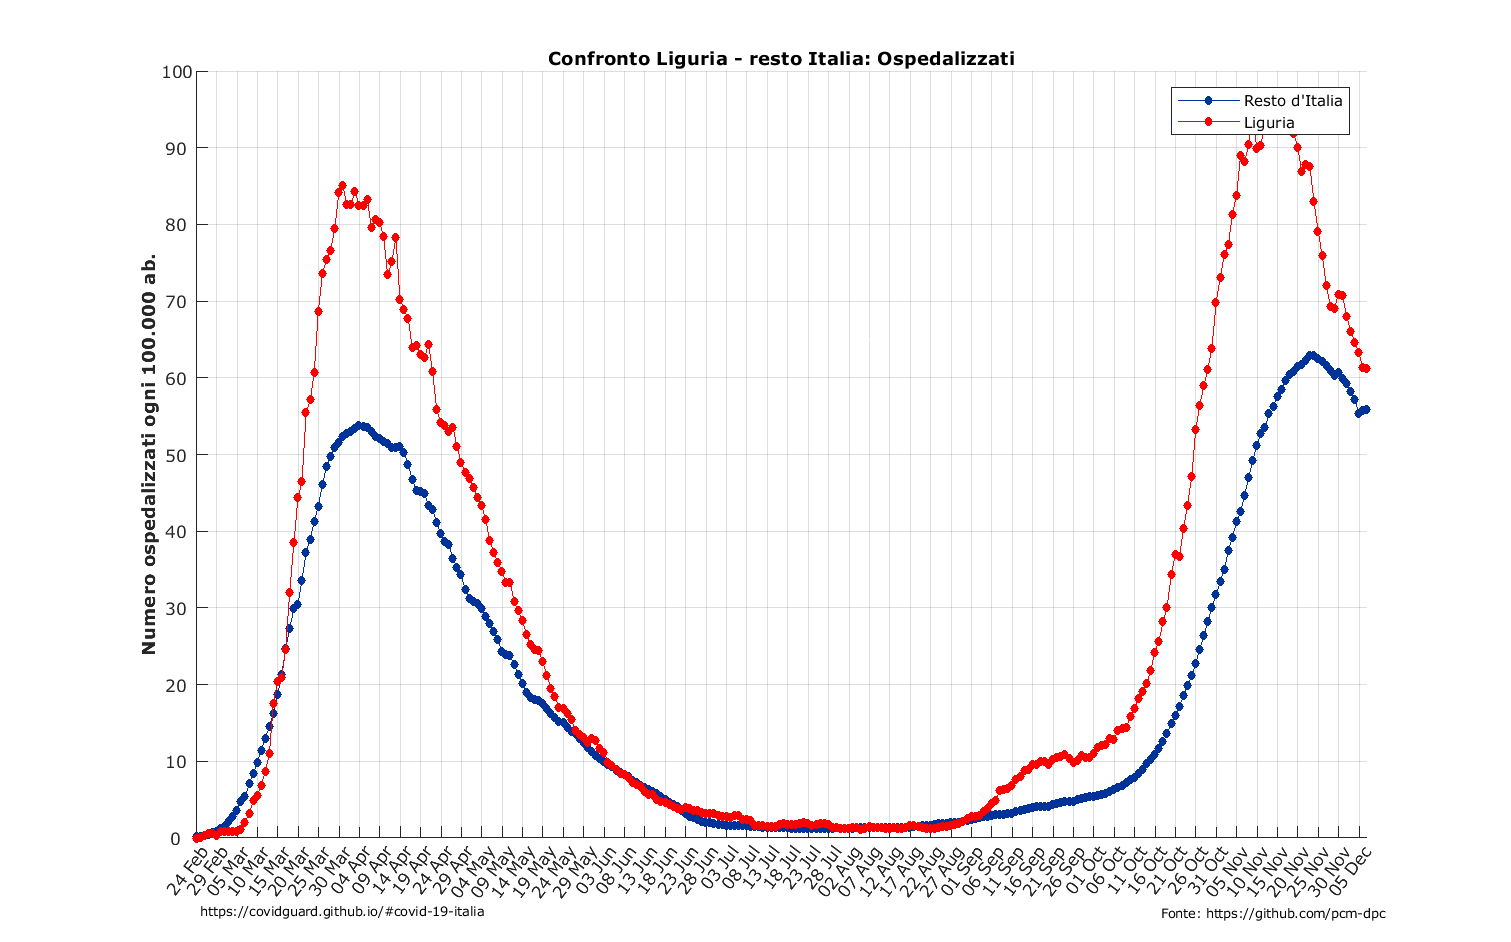 Confronto Liguria - resto Italia: Ospedalizzati
Numero ospedalizzati ogni 100.000 ab.
100
90
80
70
60
50
40
30
20
10
0
Resto d'Italia
Liguria
24 Feb
29 Feb
05 Mar
10 Mar
15 Mar
20 Mar
25 Mar
30 Mar
04 Apr
09 Apr
14 Apr
19 Apr
24 Apr
29 Apr
04 May
09 May
14 May
19 May
24 May
29 May
03 Jun
08 Jun
13 Jun
18 Jun
23 Jun
28 Jun
03 Jul
08 Jul
13 Jul
18 Jul
23 Jul
28 Jul
02 Aug
07 Aug
12 Aug
17 Aug
22 Aug
27 Aug
01 Sep
06 Sep
11 Sep
16 Sep
21 Sep
26 Sep
01 Oct
06 Oct
11 Oct
16 Oct
21 Oct
26 Oct
31 Oct
05 Nov
10 Nov
15 Nov
20 Nov
25 Nov
30 Nov
05 Dec
https://covidguard.github.io/#covid-19-italia
Fonte: https://github.com/pcm-dpc